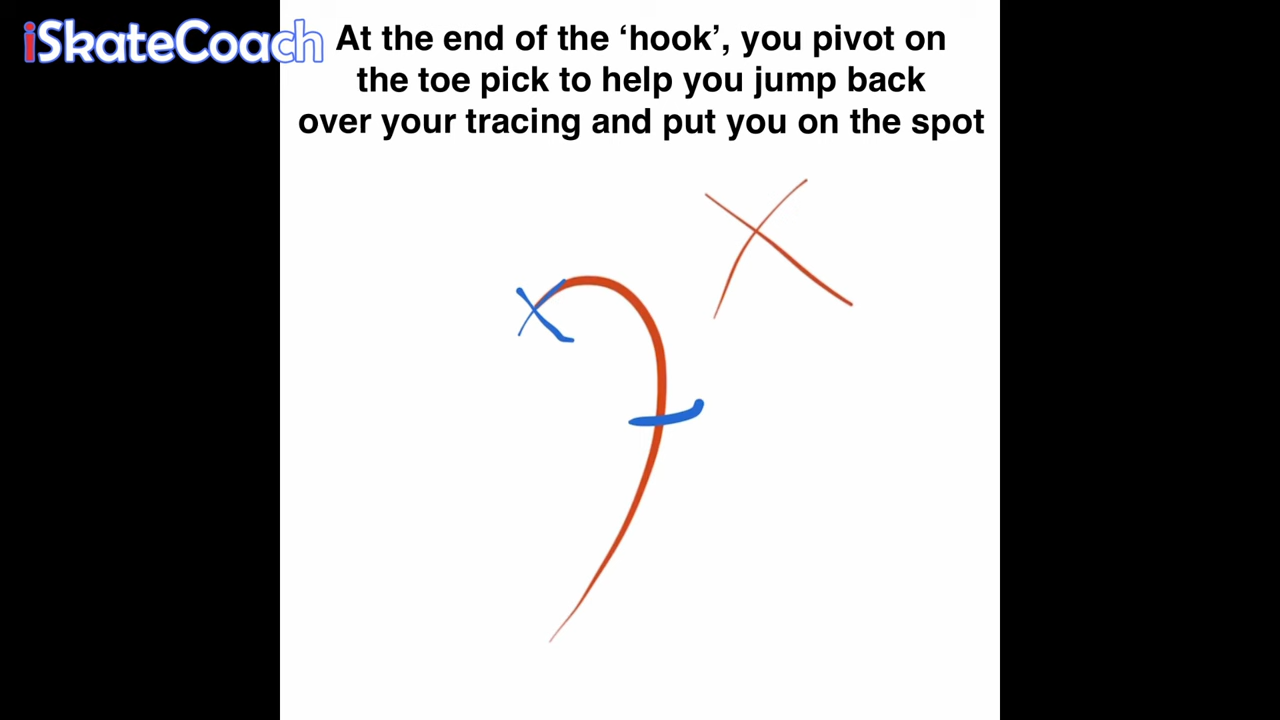 iSkateCoach
At the end of the ‘hook’, you pivot on
the toe pick to help you jump back
over your tracing and put you on the spot